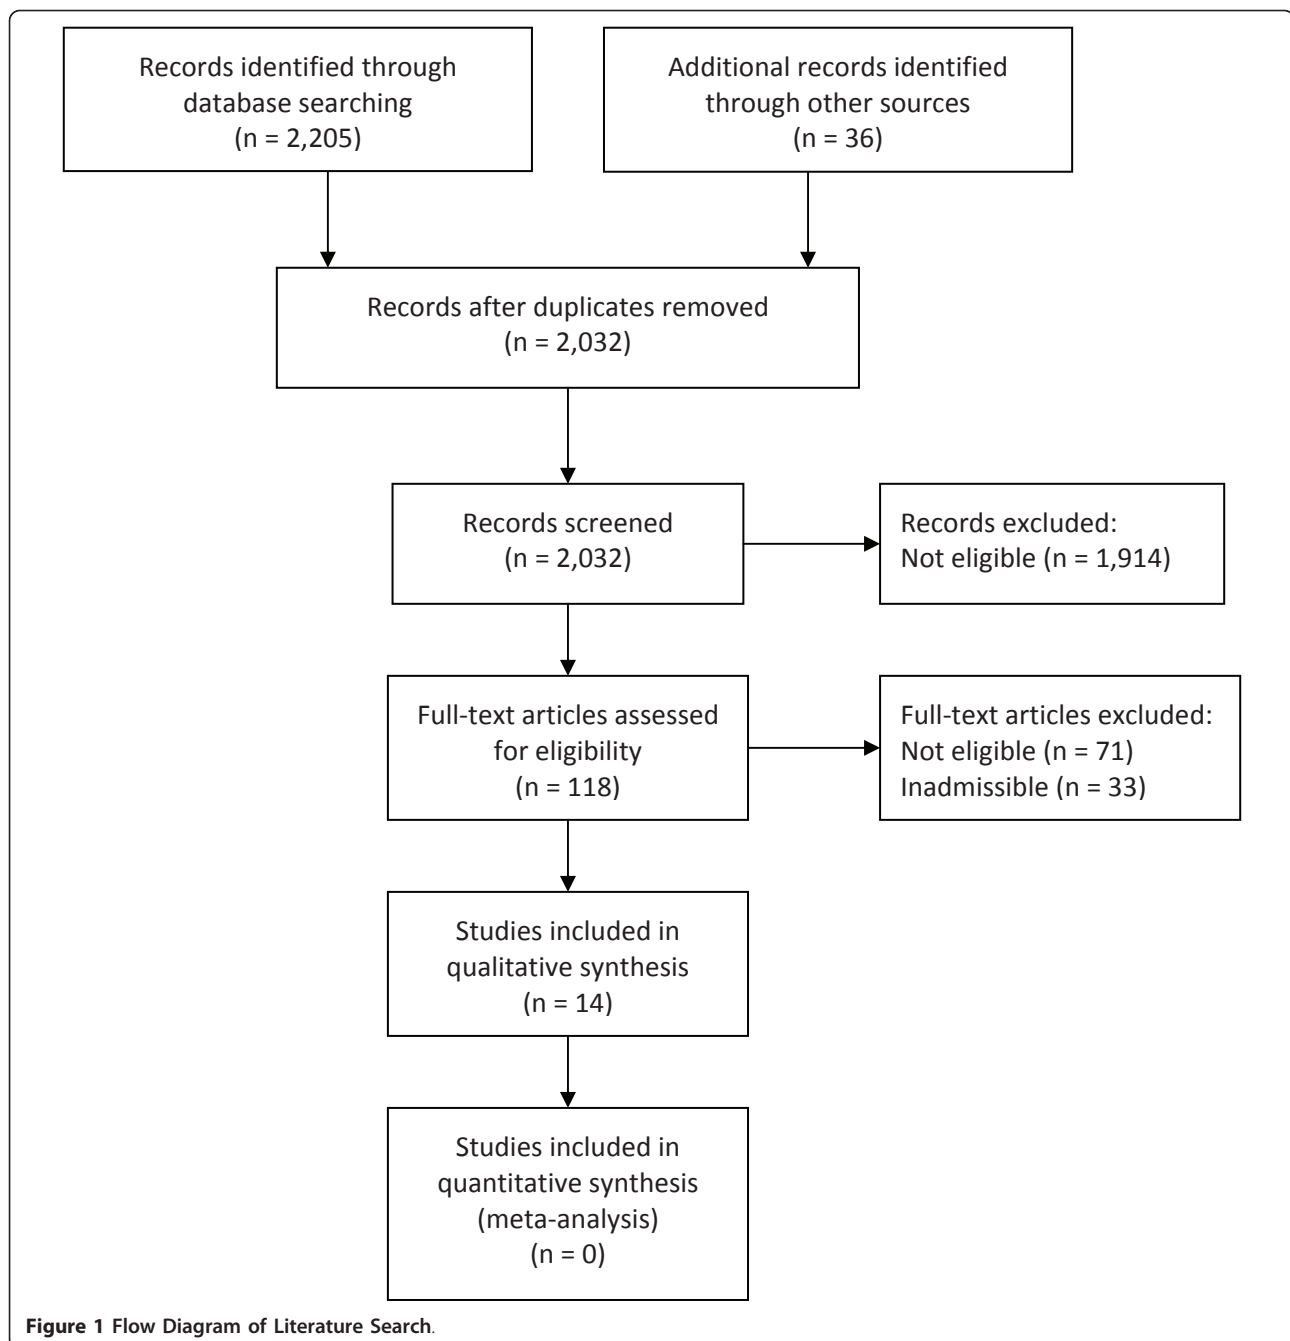 Records identified through
database searching
(n = 2,205)
Additional records identified
through other sources
(n = 36)
Records after duplicates removed
(n = 2,032)
Records screened
(n = 2,032)
Records excluded:
Not eligible (n = 1,914)
Full-text articles assessed
for eligibility
(n = 118)
Full-text articles excluded:
Not eligible (n = 71)
Inadmissible (n = 33)
Studies included in
qualitative synthesis
(n = 14)
Studies included in
quantitative synthesis
(meta-analysis)
(n = 0)
Figure 1 Flow Diagram of Literature Search.